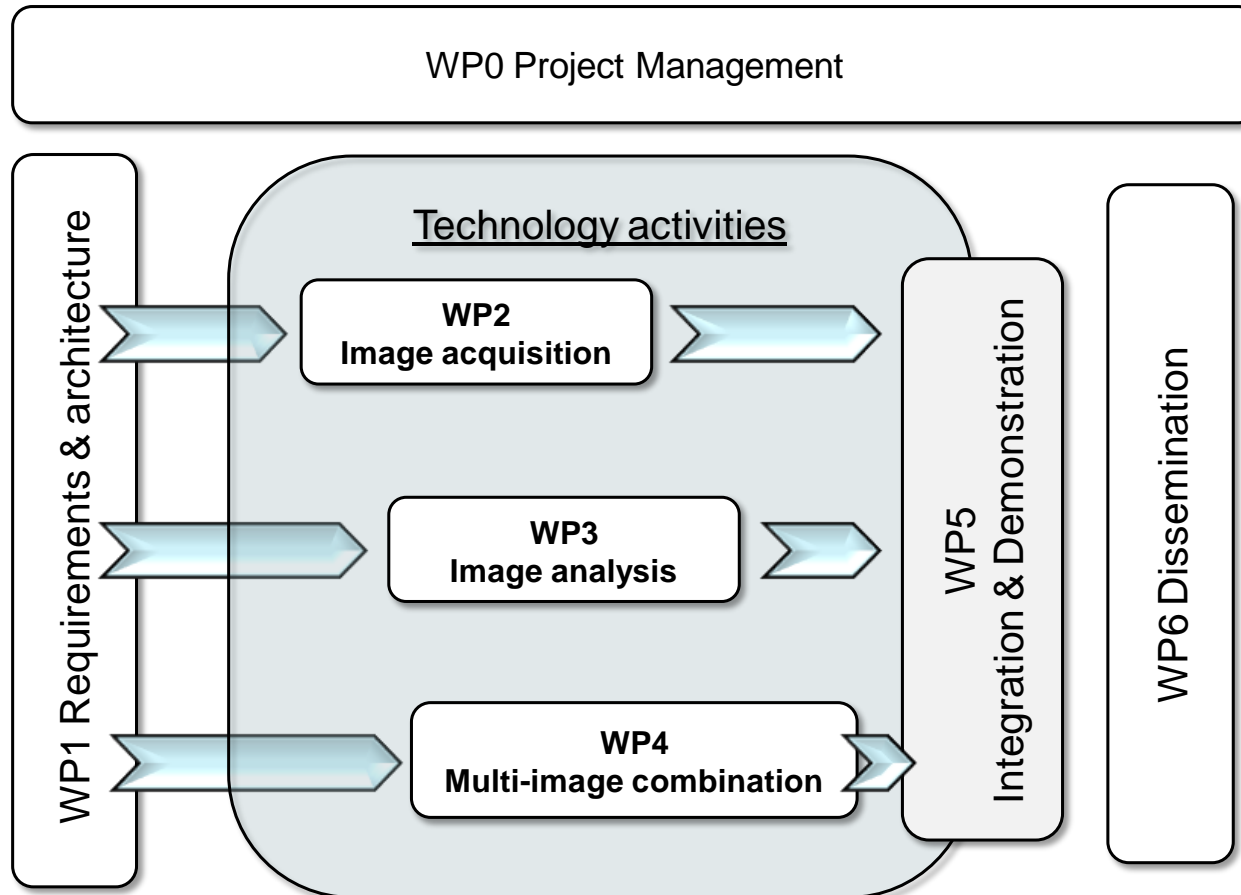 WP0 Project Management
WP1 Requirements & architecture
Technology activities
WP2
Image acquisition
WP3
Image analysis
WP4
Multi-image combination
WP5
Integration & Demonstration
WP6 Dissemination